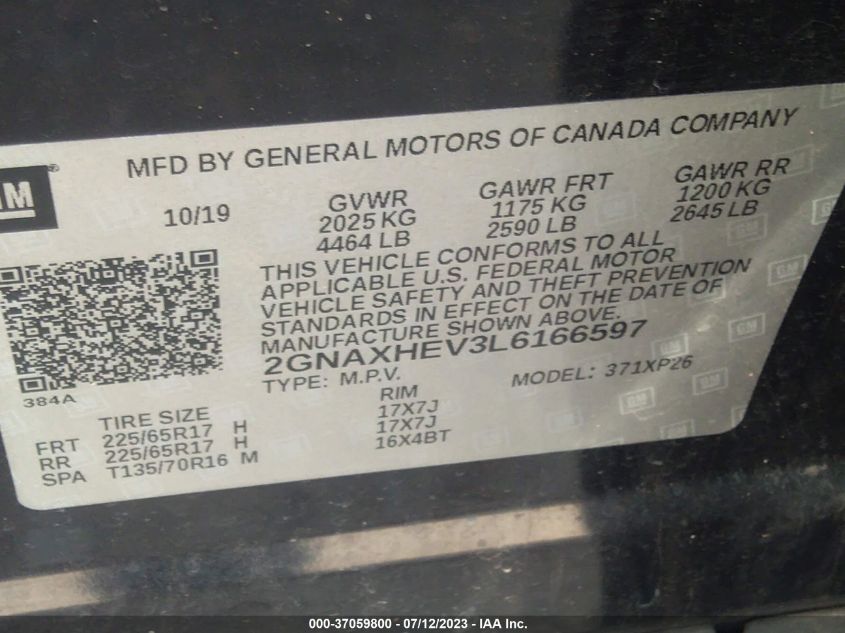 MFD BY GENERAL MOTORS OF CANADA COMPANY
GM
10/19
GVWR
2025 KG
4464 LB
GAWR FRT
1175 KG
2590 LB
GAWR RR
1200 KG
2645 LB
THIS VEHICLE CONFORMS TO ALL
APPLICABLE U.S. FEDERAL MOTOR
VEHICLE SAFETY AND THEFT PREVENTION
STANDARDS IN EFFECT ON THE DATE OF
MANUFACTURE SHOWN ABOVE.
2GNAXHEV3L6166597
TYPE: M.P.V. MODEL: 371XP26
384A
TIRE SIZE RIM
FRT 225/65R17 H 17X7J
RR 225/65R17 H 17X7J
SPA T135/70R16 M 16X4BT
000-37059800 - 07/12/2023 - IAA Inc.